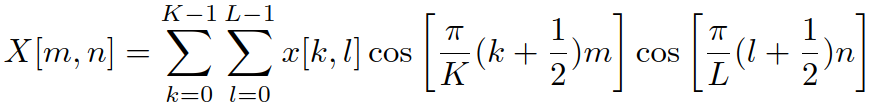 X[m, n] = \sum_{k=0}^{K-1} \sum_{l=0}^{L-1} x[k, l] \cos\left[\frac{\pi}{K}(k + \frac{1}{2})m\right] \cos\left[\frac{\pi}{L}(l + \frac{1}{2})n\right]